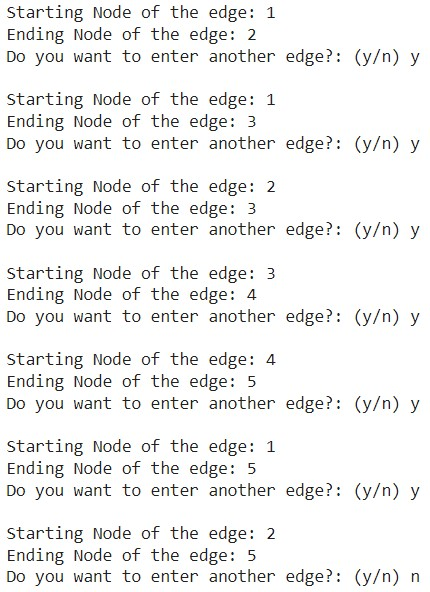 Starting Node of the edge: 1
Ending Node of the edge: 2
Do you want to enter another edge?: (y/n) y
Starting Node of the edge: 1
Ending Node of the edge: 3
Do you want to enter another edge?: (y/n) y
Starting Node of the edge: 2
Ending Node of the edge: 3
Do you want to enter another edge?: (y/n) y
Starting Node of the edge: 3
Ending Node of the edge: 4
Do you want to enter another edge?: (y/n) y
Starting Node of the edge: 4
Ending Node of the edge: 5
Do you want to enter another edge?: (y/n) y
Starting Node of the edge: 1
Ending Node of the edge: 5
Do you want to enter another edge?: (y/n) y
Starting Node of the edge: 2
Ending Node of the edge: 5
Do you want to enter another edge?: (y/n) n